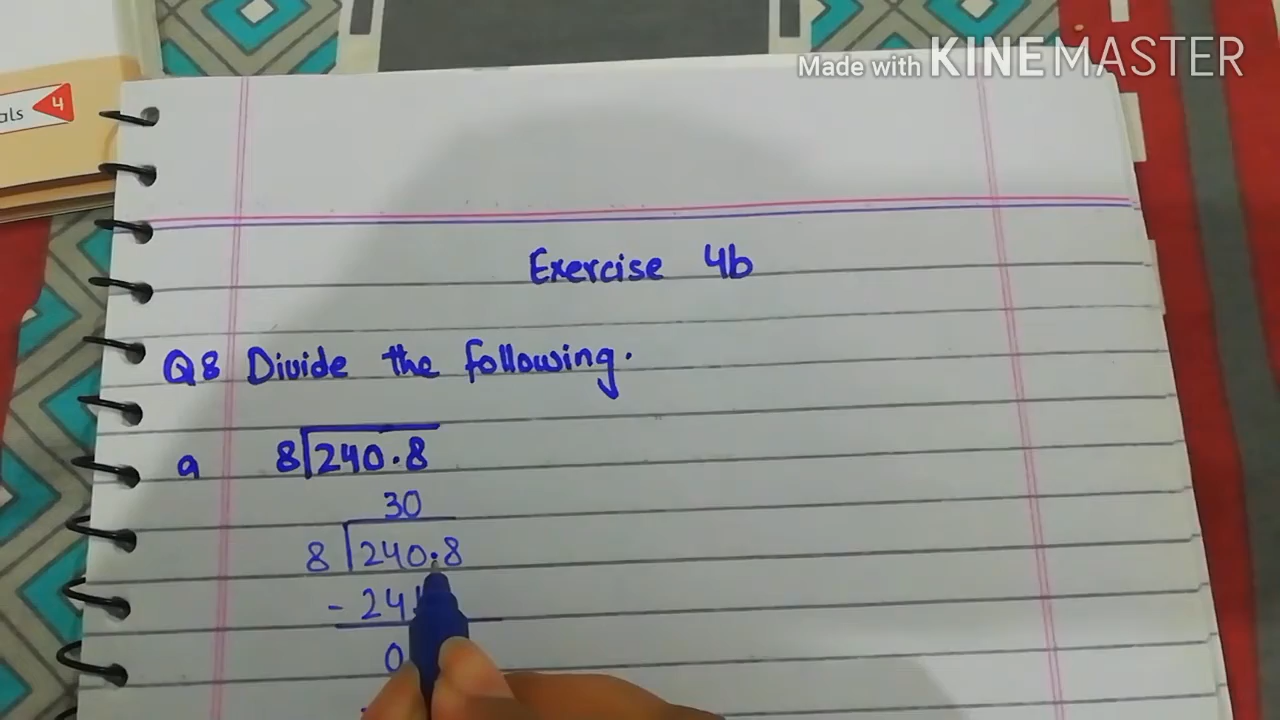 Made with KINEMASTER
als 4
Exercise 4b
Q8 Divide the following.
a 8 240.8
30
8 240.8
- 24
0